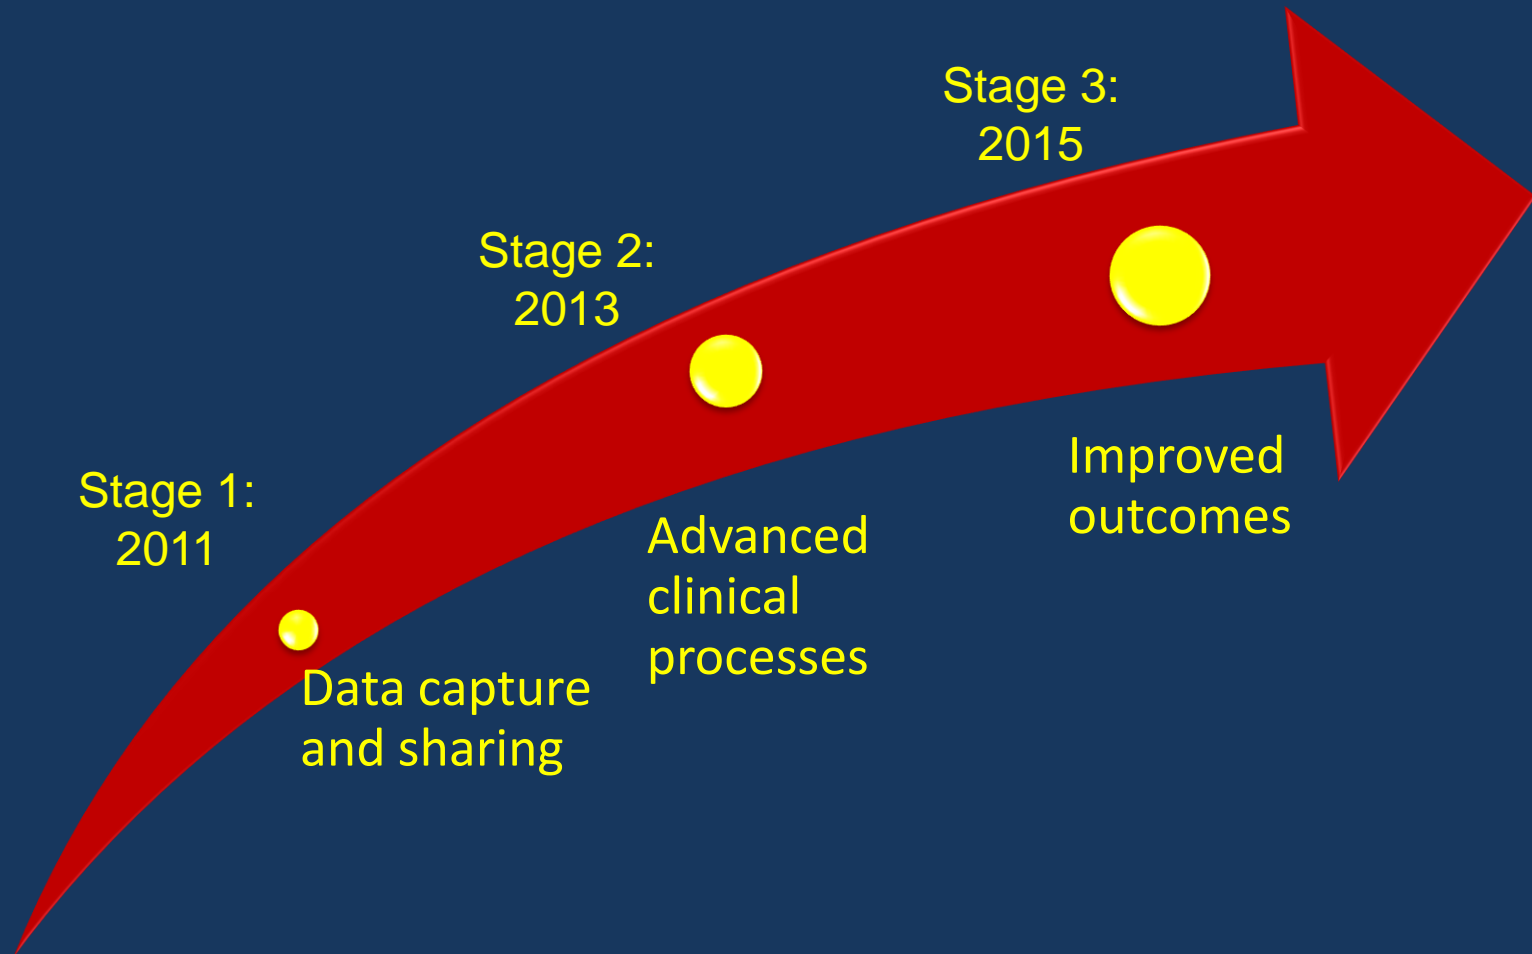 Stage 1:
2011
Data capture
and sharing
Stage 2:
2013
Advanced
clinical
processes
Stage 3:
2015
Improved
outcomes